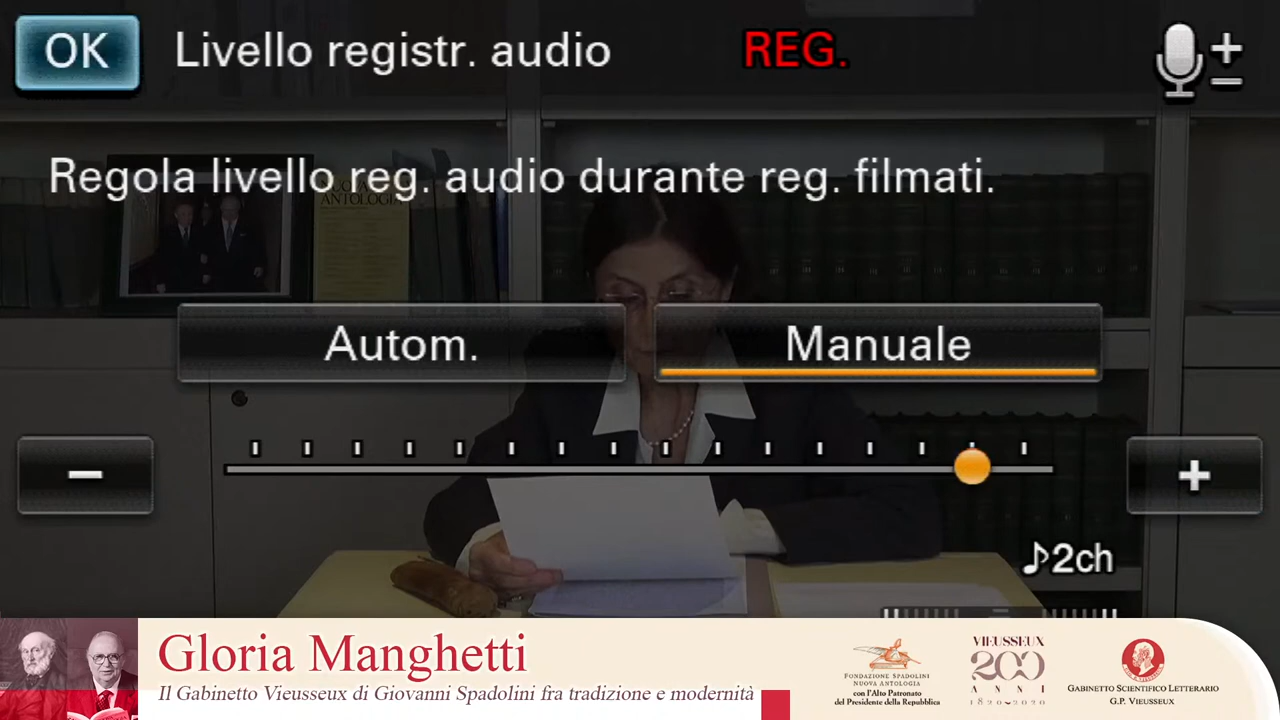 OK
Livello registr. audio
REG.
Regola livello reg. audio durante reg. filmati.
NUOVA
ANTOLOGIA
Autom.
Manuale
2ch
Gloria Manghetti
Il Gabinetto Vieusseux di Giovanni Spadolini fra tradizione e modernità
FONDAZIONE SPADOLINI
NUOVA ANTOLOGIA
con l'Alto Patronato
del Presidente della Repubblica
VIEUSSEUX
200
ANNI
1820-2020
GABINETTO SCIENTIFICO LETTERARIO
G.P. VIEUSSEUX